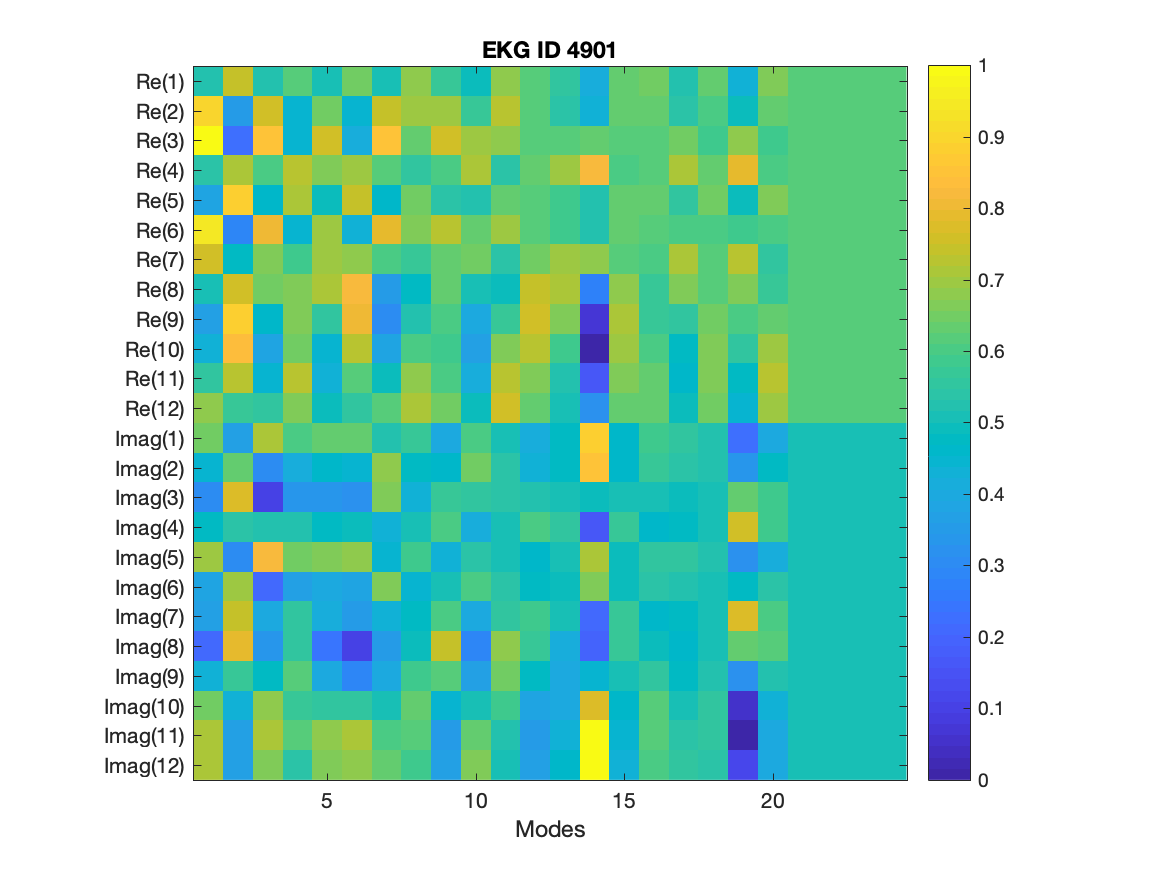 EKG ID 4901
Re(1)
Re(2)
Re(3)
Re(4)
Re(5)
Re(6)
Re(7)
Re(8)
Re(9)
Re(10)
Re(11)
Re(12)
Imag(1)
Imag(2)
Imag(3)
Imag(4)
Imag(5)
Imag(6)
Imag(7)
Imag(8)
Imag(9)
Imag(10)
Imag(11)
Imag(12)
5 10 15 20
Modes
1
0.9
0.8
0.7
0.6
0.5
0.4
0.3
0.2
0.1
0